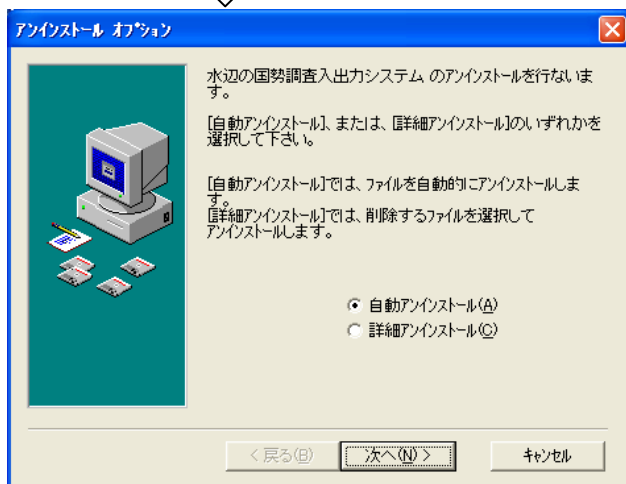 アンインストール オプション
水辺の国勢調査入出力システム のアンインストールを行ないま
す。
[自動アンインストール]、または、[詳細アンインストール]のいずれかを
選択して下さい。
[自動アンインストール]では、ファイルを自動的にアンインストールしま
す。
[詳細アンインストール]では、削除するファイルを選択して
アンインストールします。
自動アンインストール(A)
詳細アンインストール(C)
< 戻る(B)
次へ(N) >
キャンセル